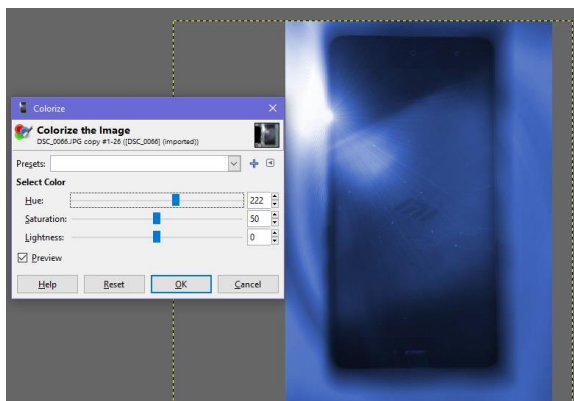 Colorize
Colorize the Image
DSC_0066.JPG copy #1-26 ([DSC_0066] (imported))
Presets:
Select Color
Hue: 222
Saturation: 50
Lightness: 0
Preview
Help Reset OK Cancel